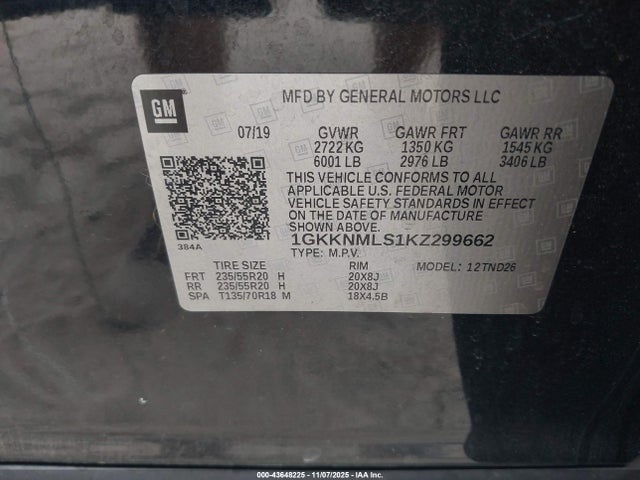 GM
MFD BY GENERAL MOTORS LLC
07/19 GVWR GAWR FRT GAWR RR
2722 KG 1350 KG 1545 KG
6001 LB 2976 LB 3406 LB
THIS VEHICLE CONFORMS TO ALL
APPLICABLE U.S. FEDERAL MOTOR
VEHICLE SAFETY STANDARDS IN EFFECT
ON THE DATE OF MANUFACTURE
SHOWN ABOVE.
1GKKNMLS1KZ299662
384A
TYPE: M.P.V.
TIRE SIZE RIM MODEL: 12TND26
FRT 235/55R20 H 20X8J
RR 235/55R20 H 20X8J
SPA T135/70R18 M 18X4.5B
000-43648225 - 11/07/2025 - IAA Inc.